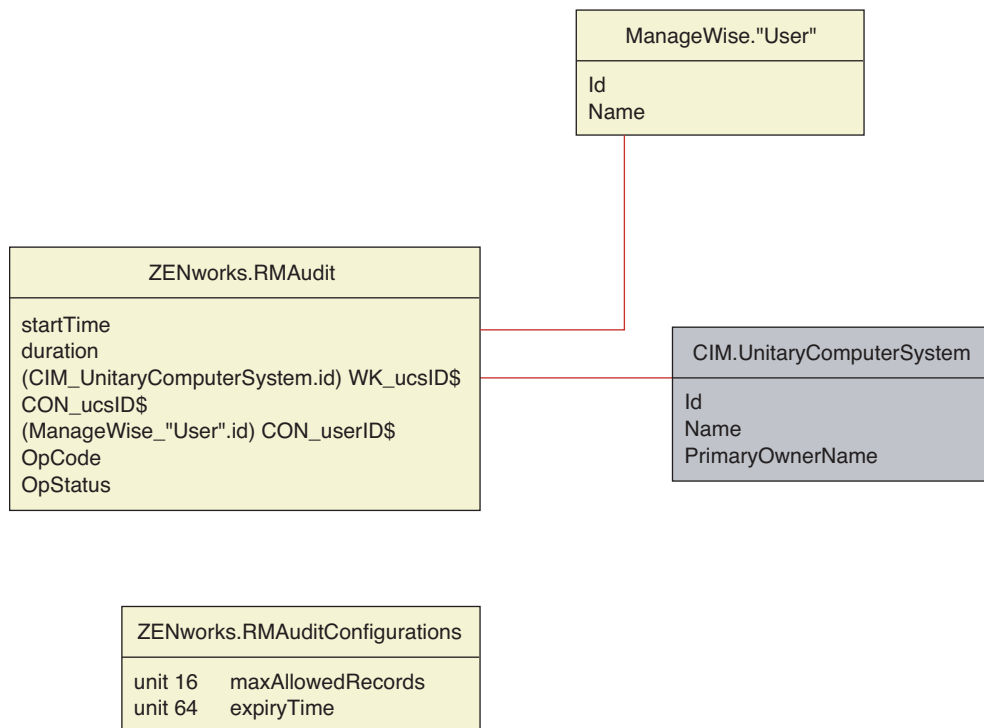 ManageWise."User"
Id
Name
ZENworks.RMAudit
startTime
duration
(CIM_UnitaryComputerSystem.id) WK_ucsID$
CON_ucsID$
(ManageWise_"User".id) CON_userID$
OpCode
OpStatus
CIM.UnitaryComputerSystem
Id
Name
PrimaryOwnerName
ZENworks.RMAuditConfigurations
unit 16 maxAllowedRecords
unit 64 expiryTime